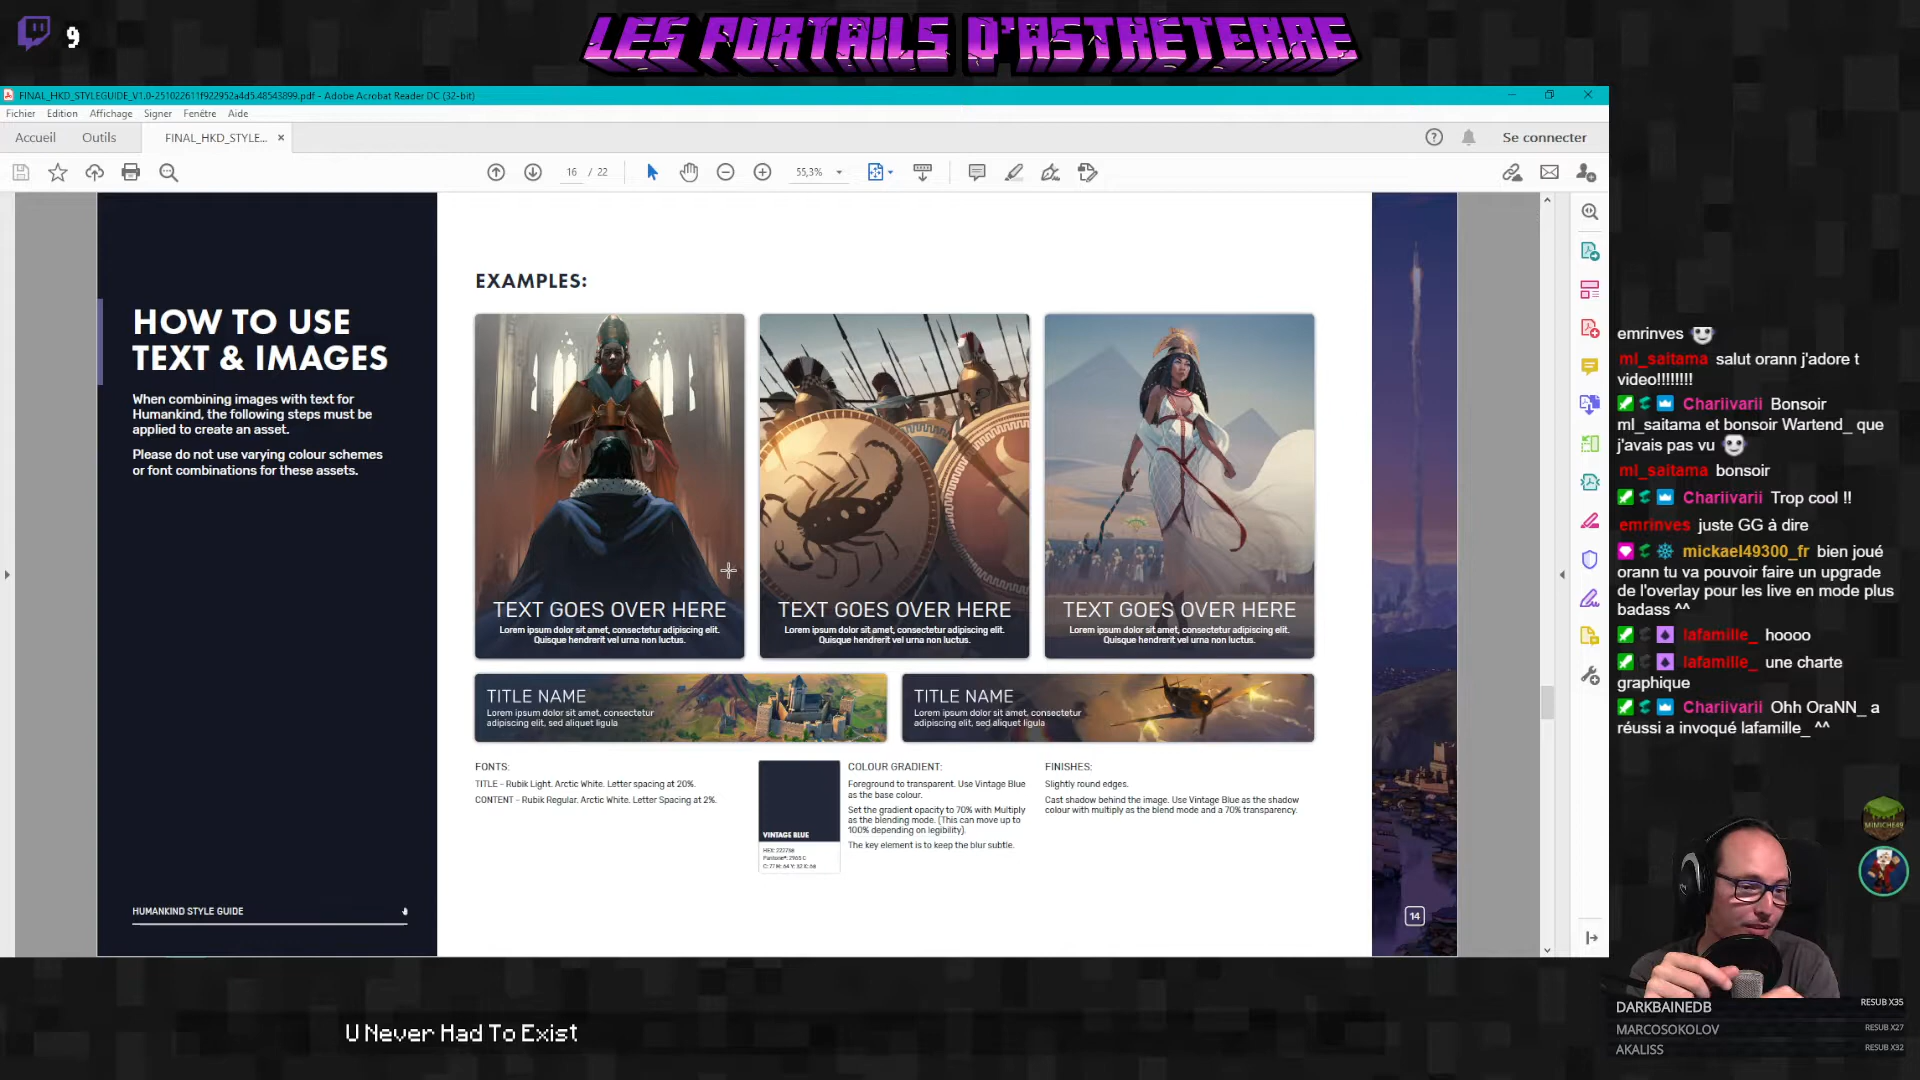 9
LES PORTAILS D'ASTRETERRE
FINAL_HKD_STYLEGUIDE_V1.0-251022611f922952a4d5.48543899.pdf - Adobe Acrobat Reader DC (32-bit)
Fichier Edition Affichage Signer Fenêtre Aide
Accueil Outils FINAL_HKD_STYLE... × Se connecter
16 / 22 55,3%
HOW TO USE
TEXT & IMAGES
When combining images with text for
Humankind, the following steps must be
applied to create an asset.
Please do not use varying colour schemes
or font combinations for these assets.
HUMANKIND STYLE GUIDE
EXAMPLES:
TEXT GOES OVER HERE
Lorem ipsum dolor sit amet, consectetur adipiscing elit.
Quisque hendrerit vel urna non luctus.
TEXT GOES OVER HERE
Lorem ipsum dolor sit amet, consectetur adipiscing elit.
Quisque hendrerit vel urna non luctus.
TEXT GOES OVER HERE
Lorem ipsum dolor sit amet, consectetur adipiscing elit.
Quisque hendrerit vel urna non luctus.
TITLE NAME
Lorem ipsum dolor sit amet, consectetur
adipiscing elit, sed aliquet ligula
TITLE NAME
Lorem ipsum dolor sit amet, consectetur
adipiscing elit, sed aliquet ligula
FONTS:
TITLE - Rubik Light. Arctic White. Letter spacing at 20%.
CONTENT - Rubik Regular. Arctic White. Letter Spacing at 2%.
VINTAGE BLUE
COLOUR GRADIENT:
Foreground to transparent. Use Vintage Blue
as the base colour.
Set the gradient opacity to 70% with Multiply
as the blending mode. (This can move up to
100% depending on legibility).
The key element is to keep the blur subtle.
FINISHES:
Slightly round edges.
Cast shadow behind the image. Use Vintage Blue as the shadow
colour with multiply as the blend mode and a 70% transparency.
14
emrinves
ml_saitama salut orann j'adore t
video!!!!!!!!
Chariivarii Bonsoir
ml_saitama et bonsoir Wartend_ que
j'avais pas vu
ml_saitama bonsoir
Chariivarii Trop cool !!
emrinves juste GG à dire
mickael49300_fr bien joué
orann tu va pouvoir faire un upgrade
de l'overlay pour les live en mode plus
badass ^^
lafamille_ hoooo
lafamille_ une charte
graphique
Chariivarii Ohh OraNN_ a
réussi a invoqué lafamille_ ^^
MIMICHE49
DARKBAINEDB RESUB X35
MARCOSOKOLOV RESUB X27
AKALISS RESUB X32
U Never Had To Exist